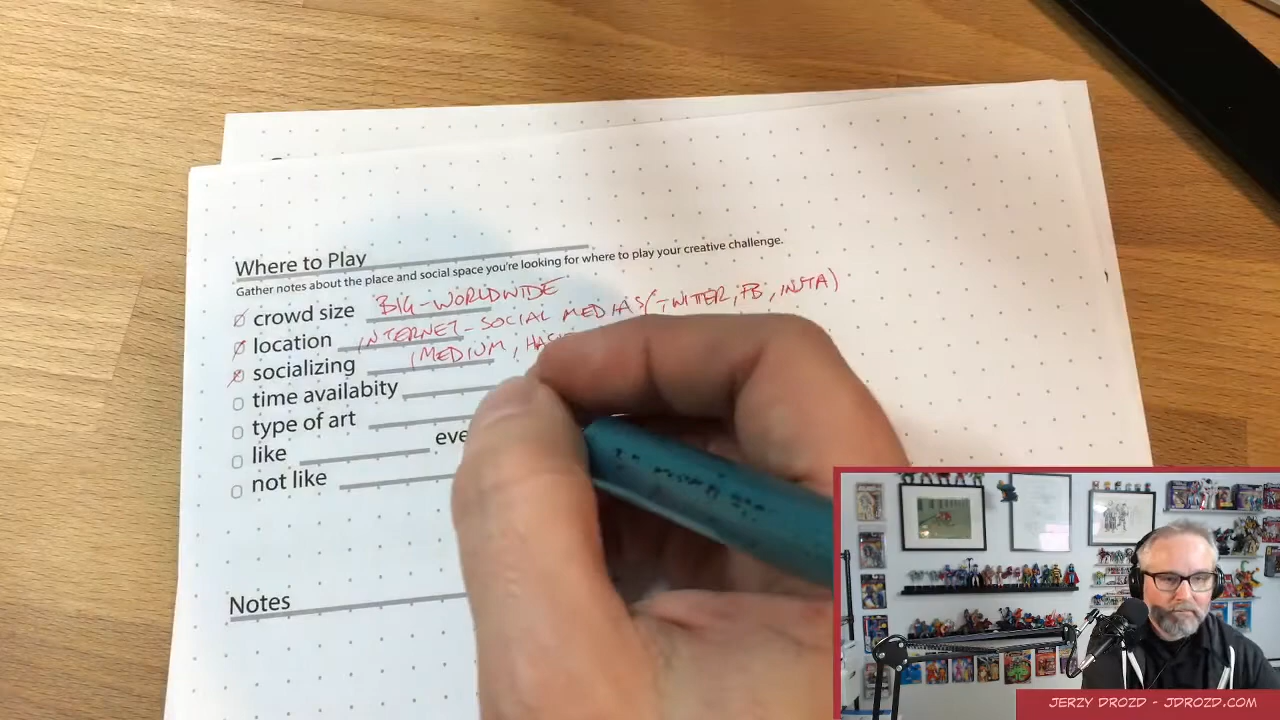 Where to Play
Gather notes about the place and social space you're looking for where to play your creative challenge.
crowd size BIG-WORLDWIDE
location INTERNET - SOCIAL MEDIAS (TWITTER, FB, INSTA)
socializing (MEDIUM, HAS
time availabity
type of art
like eve
not like
Notes
JERZY DROZD - JDROZD.COM